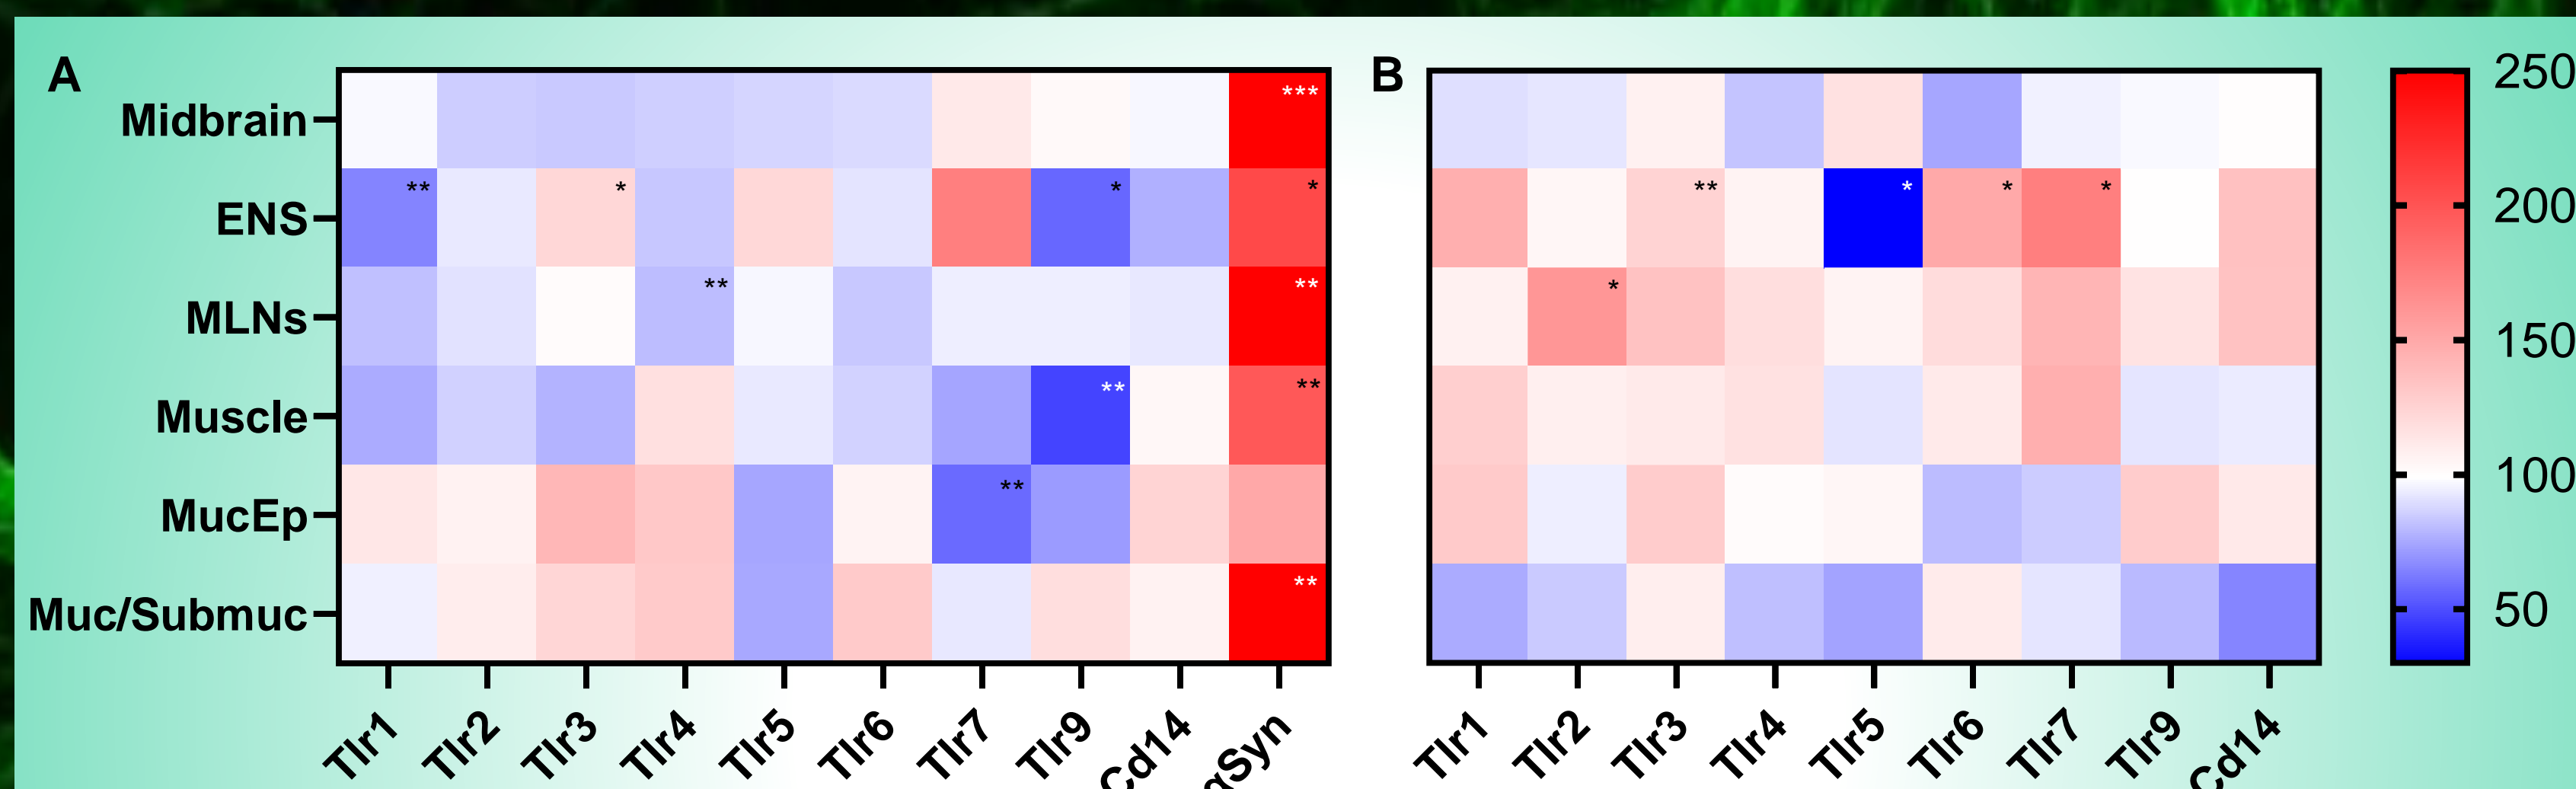 A
B
250
***
Midbrain
200
ENS
** * * *
** * * *
150
MLNs
** **
*
Muscle
** **
100
MucEp
**
50
Muc/Submuc
**
Tlr1 Tlr2 Tlr3 Tlr4 Tlr5 Tlr6 Tlr7 Tlr9 Cd14 αSyn
Tlr1 Tlr2 Tlr3 Tlr4 Tlr5 Tlr6 Tlr7 Tlr9 Cd14